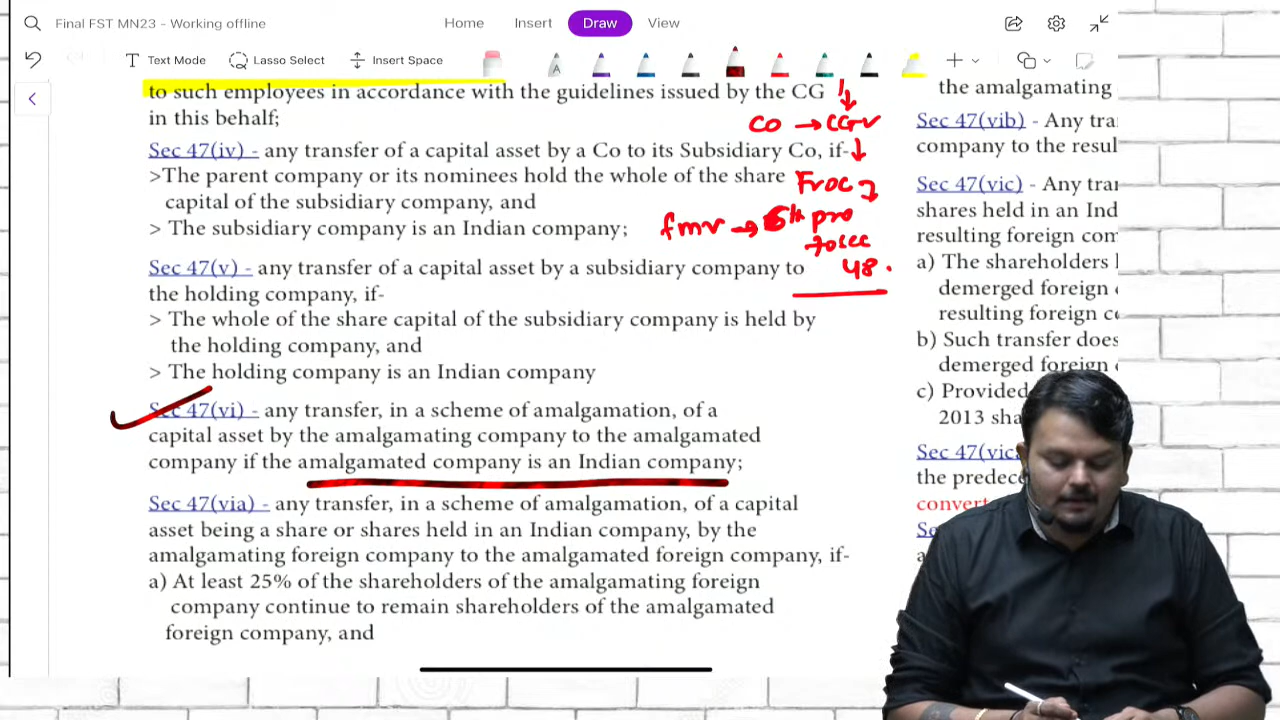 Final FST MN23 - Working offline
Home
Insert
Draw
View
Text Mode
A
Lasso Select
Insert Space
to such employees in accordance with the guidelines issued by the CG
in this behalf;
Sec 47(iv) - any transfer of a capital asset by a Co to its Subsidiary Co, if-
>The parent company or its nominees hold the whole of the share
capital of the subsidiary company, and
> The subsidiary company is an Indian company;
Sec 47(v) - any transfer of a capital asset by a subsidiary company to
the holding company, if-
> The whole of the share capital of the subsidiary company is held by
the holding company, and
> The holding company is an Indian company
Sec 47(vi) - any transfer, in a scheme of amalgamation, of a
capital asset by the amalgamating company to the amalgamated
company if the amalgamated company is an Indian company;
Sec 47(via) - any transfer, in a scheme of amalgamation, of a capital
asset being a share or shares held in an Indian company, by the
amalgamating foreign company to the amalgamated foreign company, if-
a) At least 25% of the shareholders of the amalgamating foreign
company continue to remain shareholders of the amalgamated
foreign company, and
CO → CG
FVOC
fmv → 6th pro
to sec
48.
the amalgamating
Sec 47(vib) - Any tra
company to the resul
Sec 47(vic) - Any tra
shares held in an Ind
resulting foreign com
a) The shareholders
demerged foreign
resulting foreign c
b) Such transfer does
demerged foreign
c) Provided
2013 sha
Sec 47(vic
the predece
convert